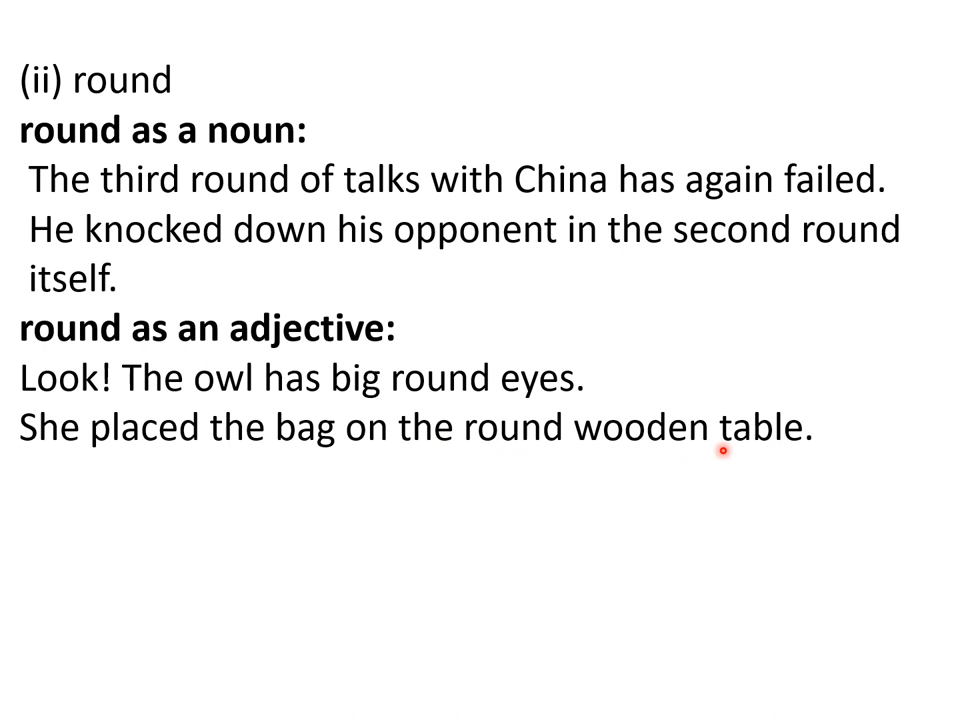 (ii) round
round as a noun:
The third round of talks with China has again failed.
He knocked down his opponent in the second round
itself.
round as an adjective:
Look! The owl has big round eyes.
She placed the bag on the round wooden table.